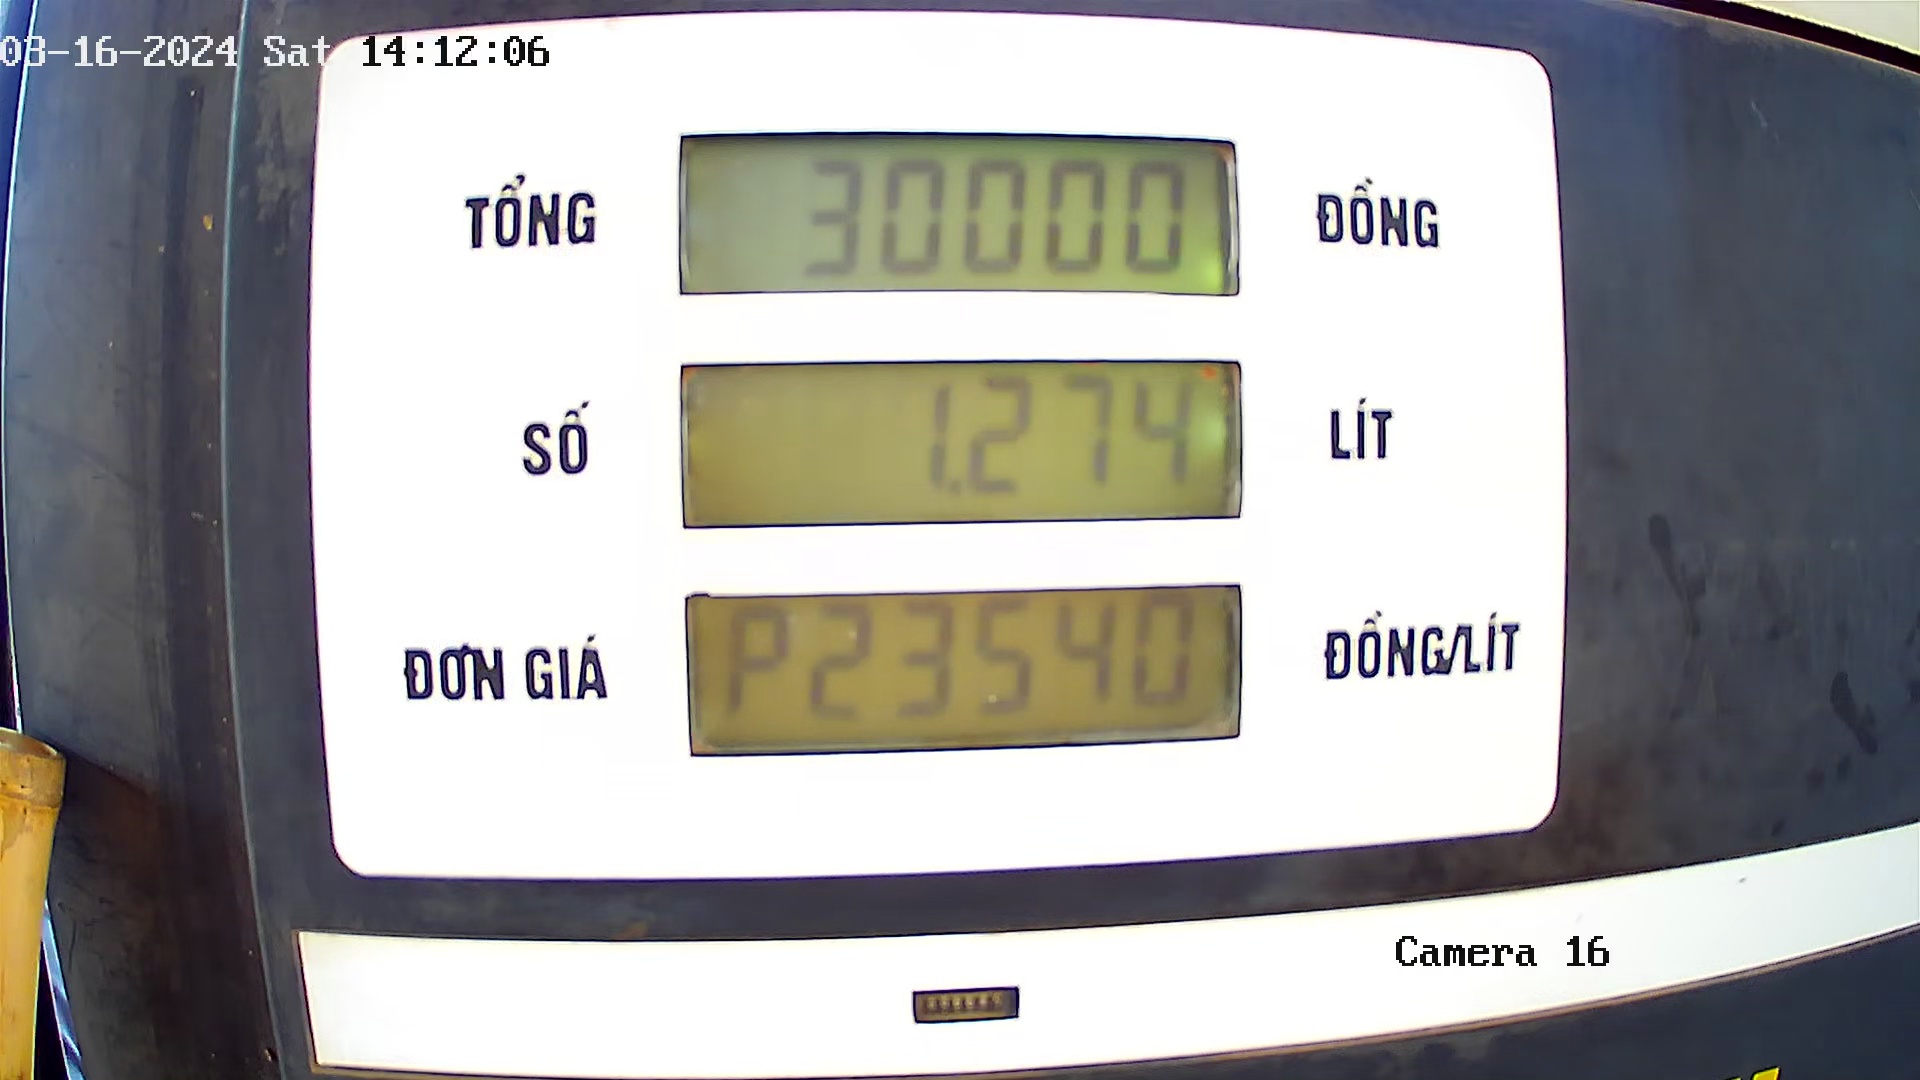 03-16-2024 Sat 14:12:06
TỔNG 30000 ĐỒNG
SỐ 1.274 LÍT
ĐƠN GIÁ P23540 ĐỒNG/LÍT
Camera 16